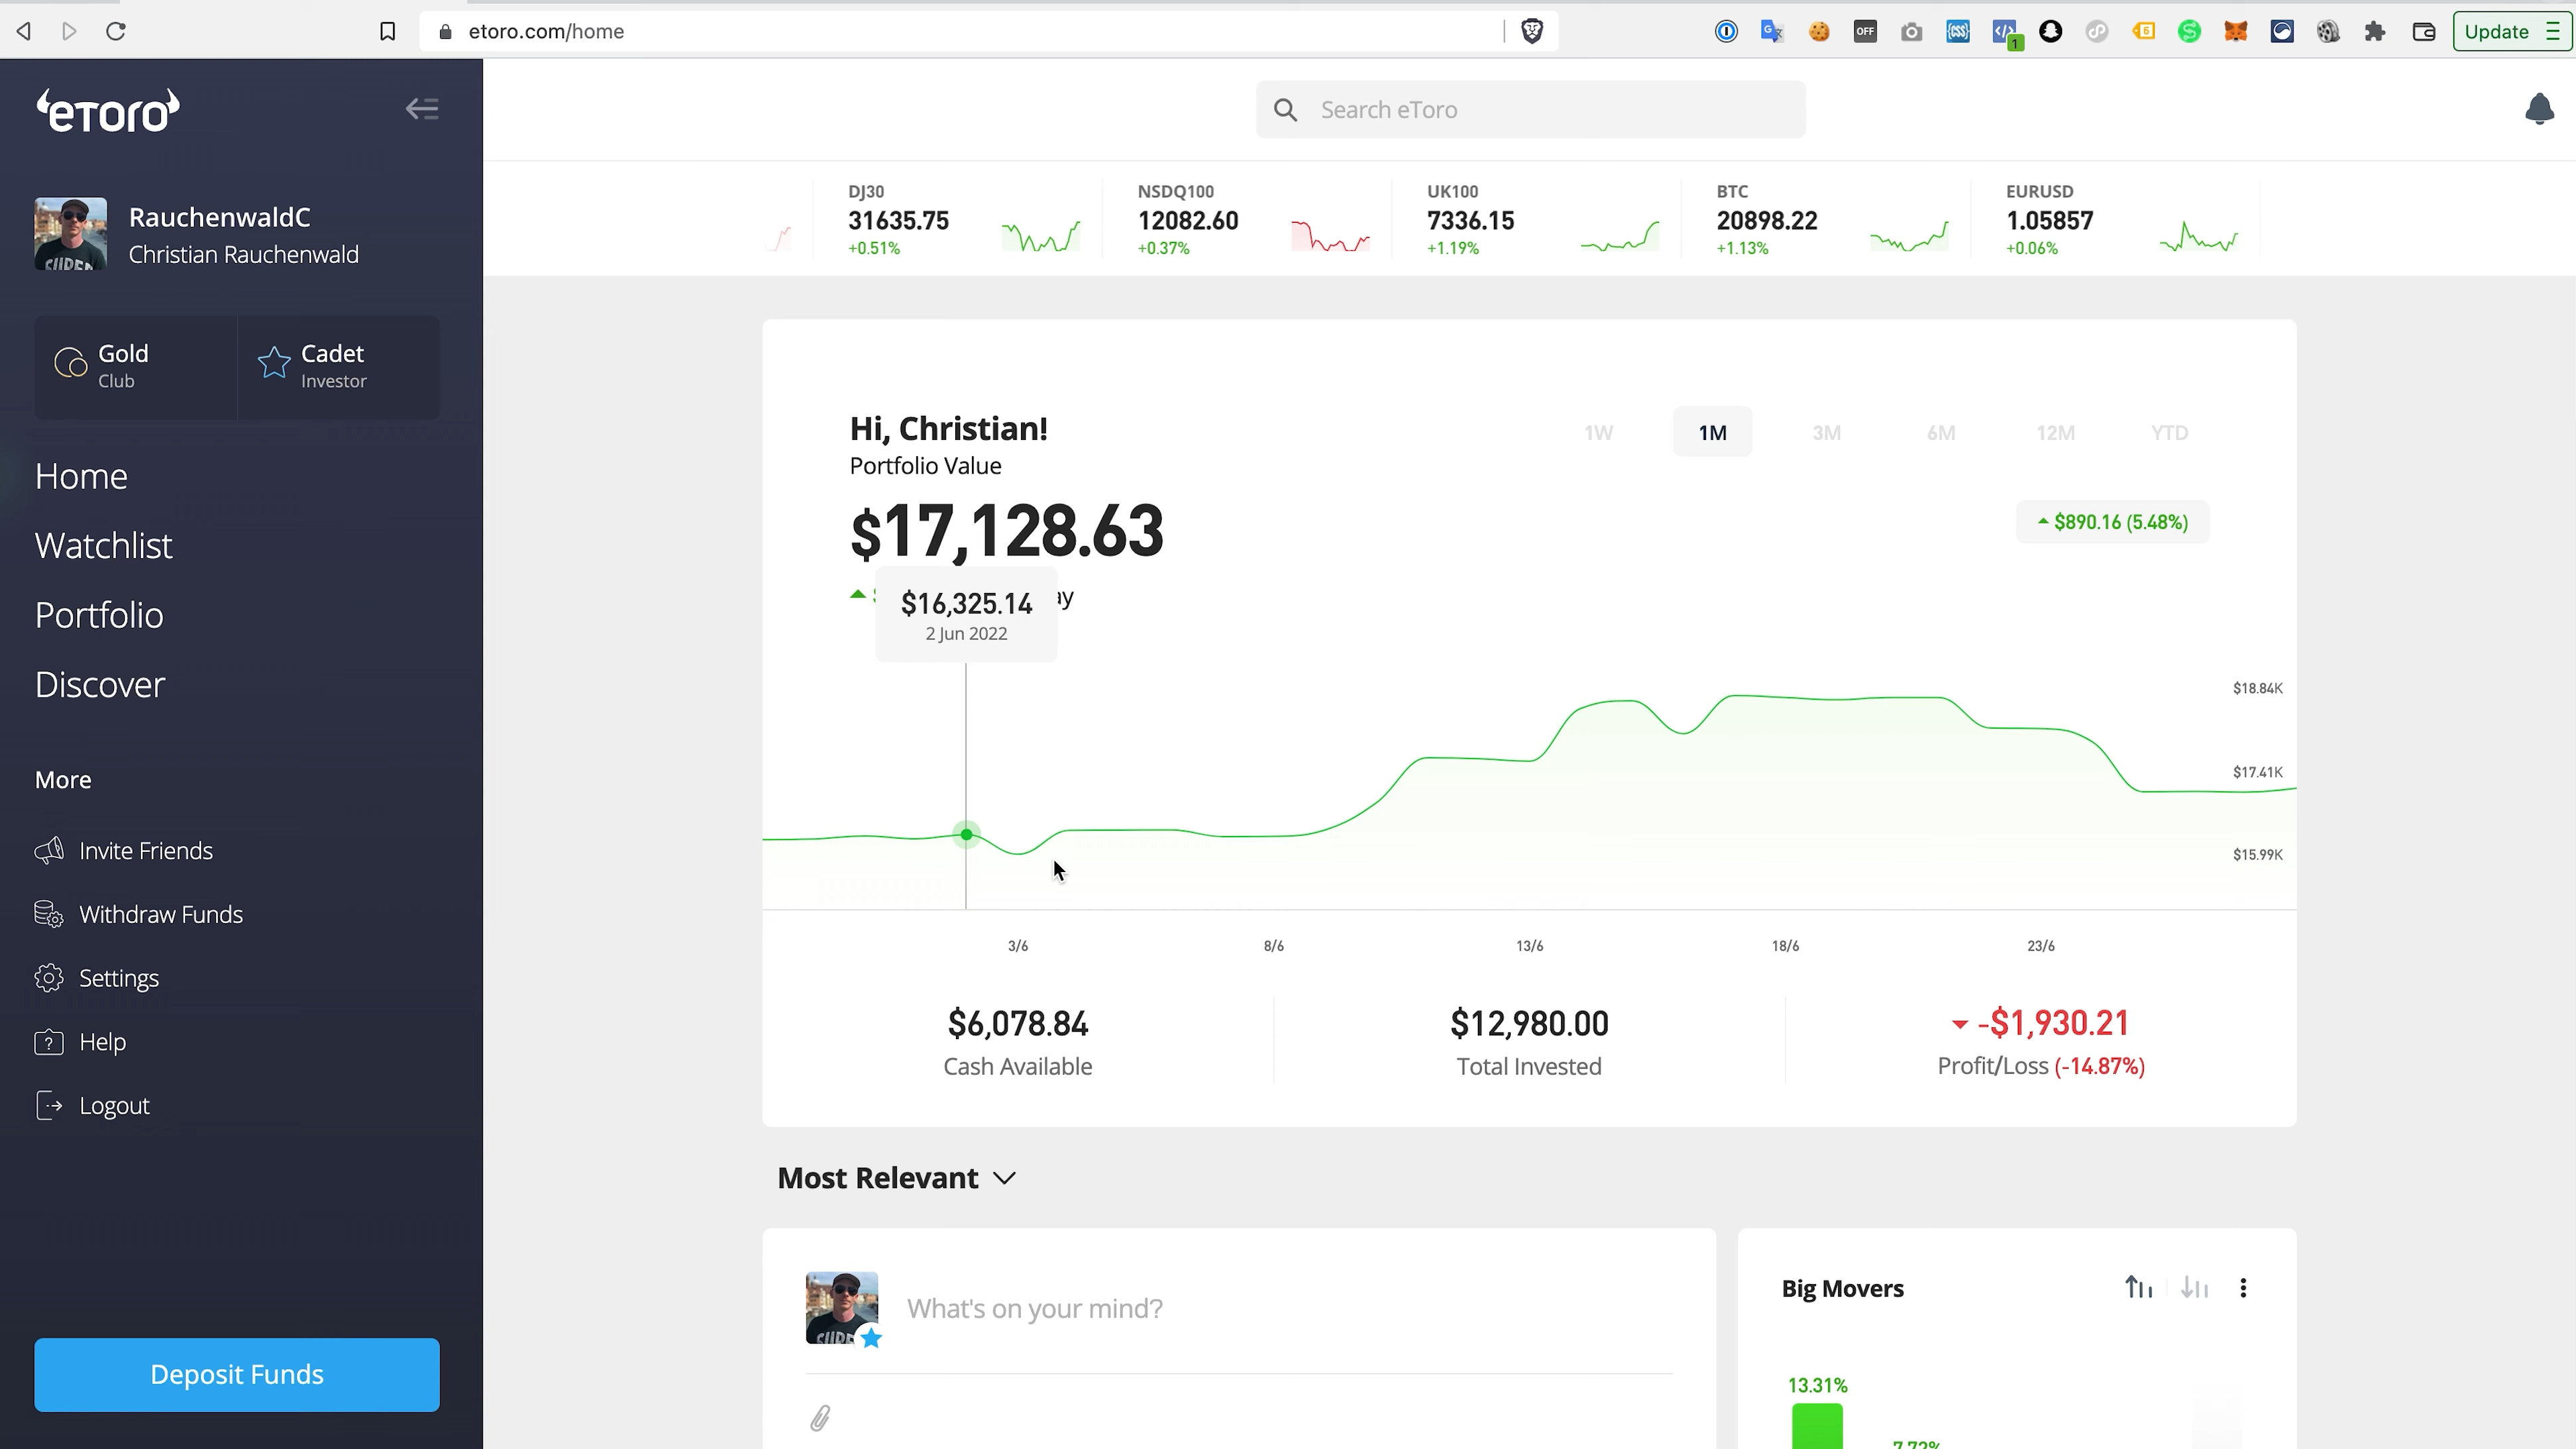 etoro.com/home
OFF
CSS
1
6
Update
eToro
Search eToro
RauchenwaldC
Christian Rauchenwald
Gold
Club
Cadet
Investor
Home
Watchlist
Portfolio
Discover
More
Invite Friends
Withdraw Funds
Settings
Help
Logout
Deposit Funds
DJ30
31635.75
+0.51%
NSDQ100
12082.60
+0.37%
UK100
7336.15
+1.19%
BTC
20898.22
+1.13%
EURUSD
1.05857
+0.06%
Hi, Christian!
Portfolio Value
$17,128.63
1W 1M 3M 6M 12M YTD
$890.16 (5.48%)
$16,325.14
2 Jun 2022
$18.84K
$17.41K
$15.99K
3/6 8/6 13/6 18/6 23/6
$6,078.84
Cash Available
$12,980.00
Total Invested
-$1,930.21
Profit/Loss (-14.87%)
Most Relevant
What's on your mind?
Big Movers
13.31%
7.72%